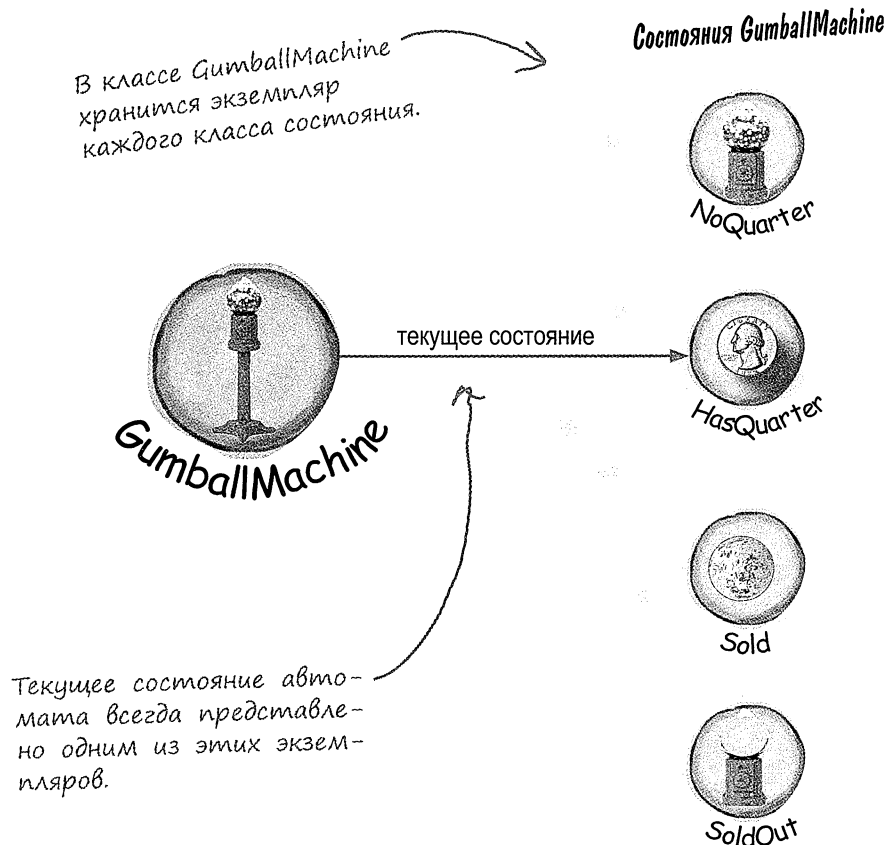 Состояния GumballMachine
В классе GumballMachine
хранится экземпляр
каждого класса состояния.
NoQuarter
текущее состояние
HasQuarter
GumballMachine
Sold
Текущее состояние авто-
мата всегда представле-
но одним из этих экзем-
пляров.
SoldOut